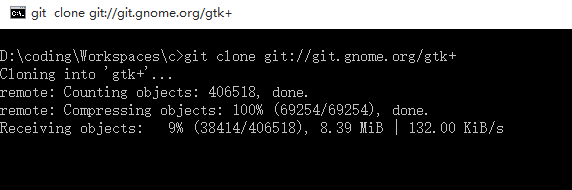 git  clone git://git.gnome.org/gtk+
D:\coding\Workspaces\c>git clone git://git.gnome.org/gtk+
Cloning into 'gtk+'...
remote: Counting objects: 406518, done.
remote: Compressing objects: 100% (69254/69254), done.
Receiving objects:   9% (38414/406518), 8.39 MiB | 132.00 KiB/s